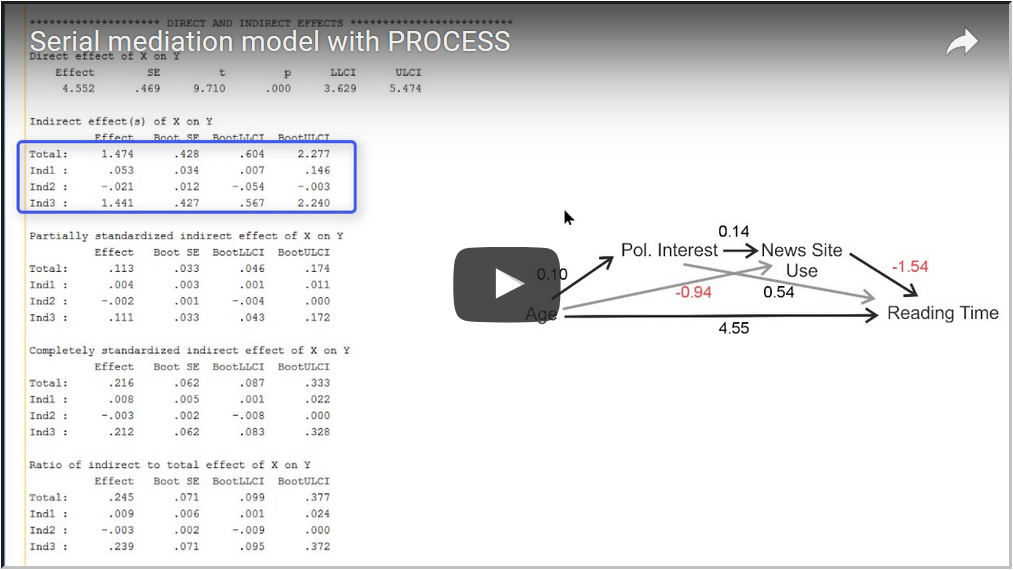 ******************** DIRECT AND INDIRECT EFFECTS *************************
Serial mediation model with PROCESS
Direct effect of X on Y
Effect SE t p LLCI ULCI
4.552 .469 9.710 .000 3.629 5.474
Indirect effect(s) of X on Y
Effect Boot SE BootLLCI BootULCI
Total: 1.474 .428 .604 2.277
Ind1 : .053 .034 .007 .146
Ind2 : -.021 .012 -.054 -.003
Ind3 : 1.441 .427 .567 2.240
Partially standardized indirect effect of X on Y
Effect Boot SE BootLLCI BootULCI
Total: .113 .033 .046 .174
Ind1 : .004 .003 .001 .011
Ind2 : -.002 .001 -.004 .000
Ind3 : .111 .033 .043 .172
Completely standardized indirect effect of X on Y
Effect Boot SE BootLLCI BootULCI
Total: .216 .062 .087 .333
Ind1 : .008 .005 .001 .022
Ind2 : -.003 .002 -.008 .000
Ind3 : .212 .062 .083 .328
Ratio of indirect to total effect of X on Y
Effect Boot SE BootLLCI BootULCI
Total: .245 .071 .099 .377
Ind1 : .009 .006 .001 .024
Ind2 : -.003 .002 -.009 .000
Ind3 : .239 .071 .095 .372
0.14
Pol. Interest
News Site
Use
-1.54
0.10
-0.94
0.54
Age
Reading Time
4.55